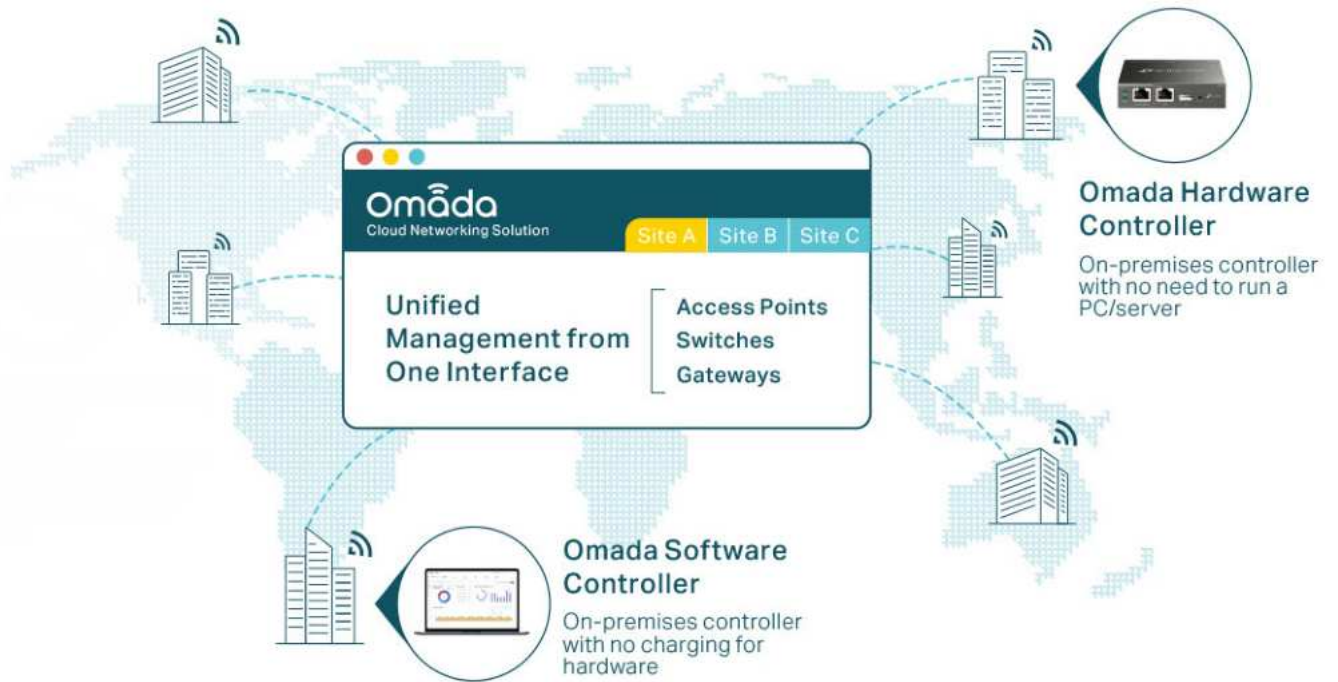 Omada
Cloud Networking Solution
Site A
Site B
Site C
Unified
Management from
One Interface
Access Points
Switches
Gateways
Omada Hardware
Controller
On-premises controller
with no need to run a
PC/server
Omada Software
Controller
On-premises controller
with no charging for
hardware